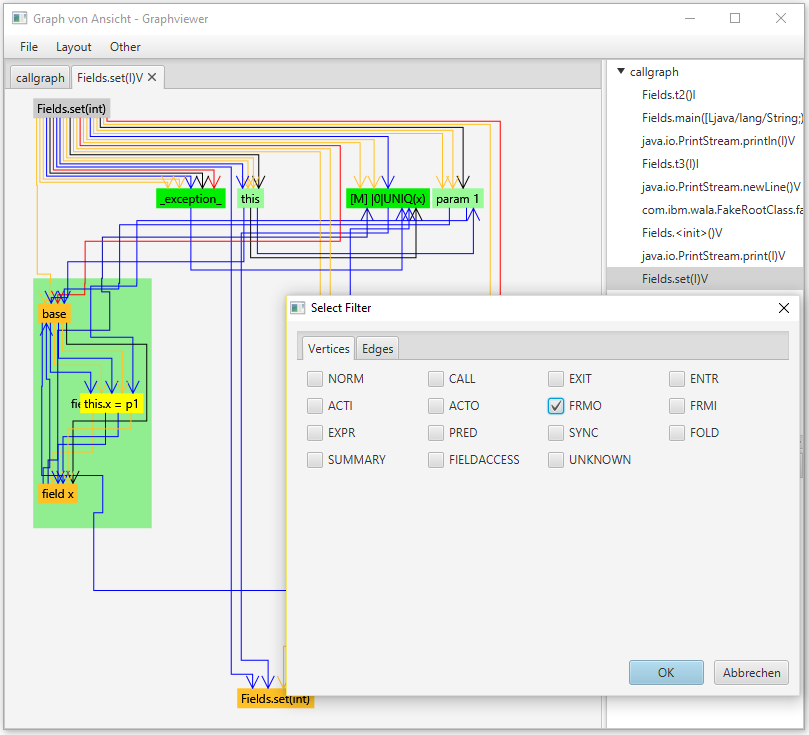 Graph von Ansicht - Graphviewer
File Layout Other
callgraph Fields.set(I)V
callgraph
Fields.t2()I
Fields.main([Ljava/lang/String;)
java.io.PrintStream.println(I)V
Fields.t3(I)I
java.io.PrintStream.newLine()V
com.ibm.wala.FakeRootClass.fa
Fields.<init>()V
java.io.PrintStream.print(I)V
Fields.set(I)V
Fields.set(int)
_exception_
this
[M] |0|UNIQ(x)
param 1
base
fie
this.x = p1
field x
Fields.set(int)
Select Filter
Vertices Edges
NORM CALL EXIT ENTR
ACTI ACTO FRMO FRMI
EXPR PRED SYNC FOLD
SUMMARY FIELDACCESS UNKNOWN
OK Abbrechen